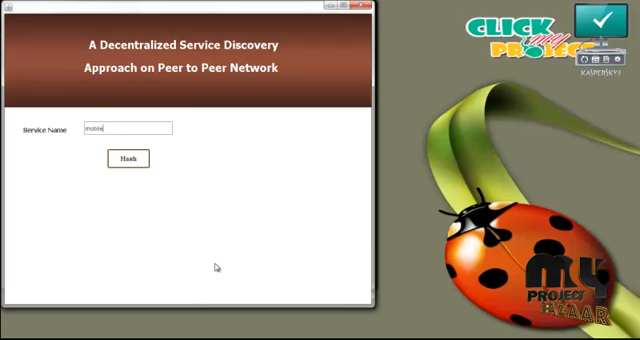 A Decentralized Service Discovery
Approach on Peer to Peer Network
Service Name
mobile
Hash
CLICK
my
PROJECT
KASPERSKY
my
PROJECT
BAZAAR